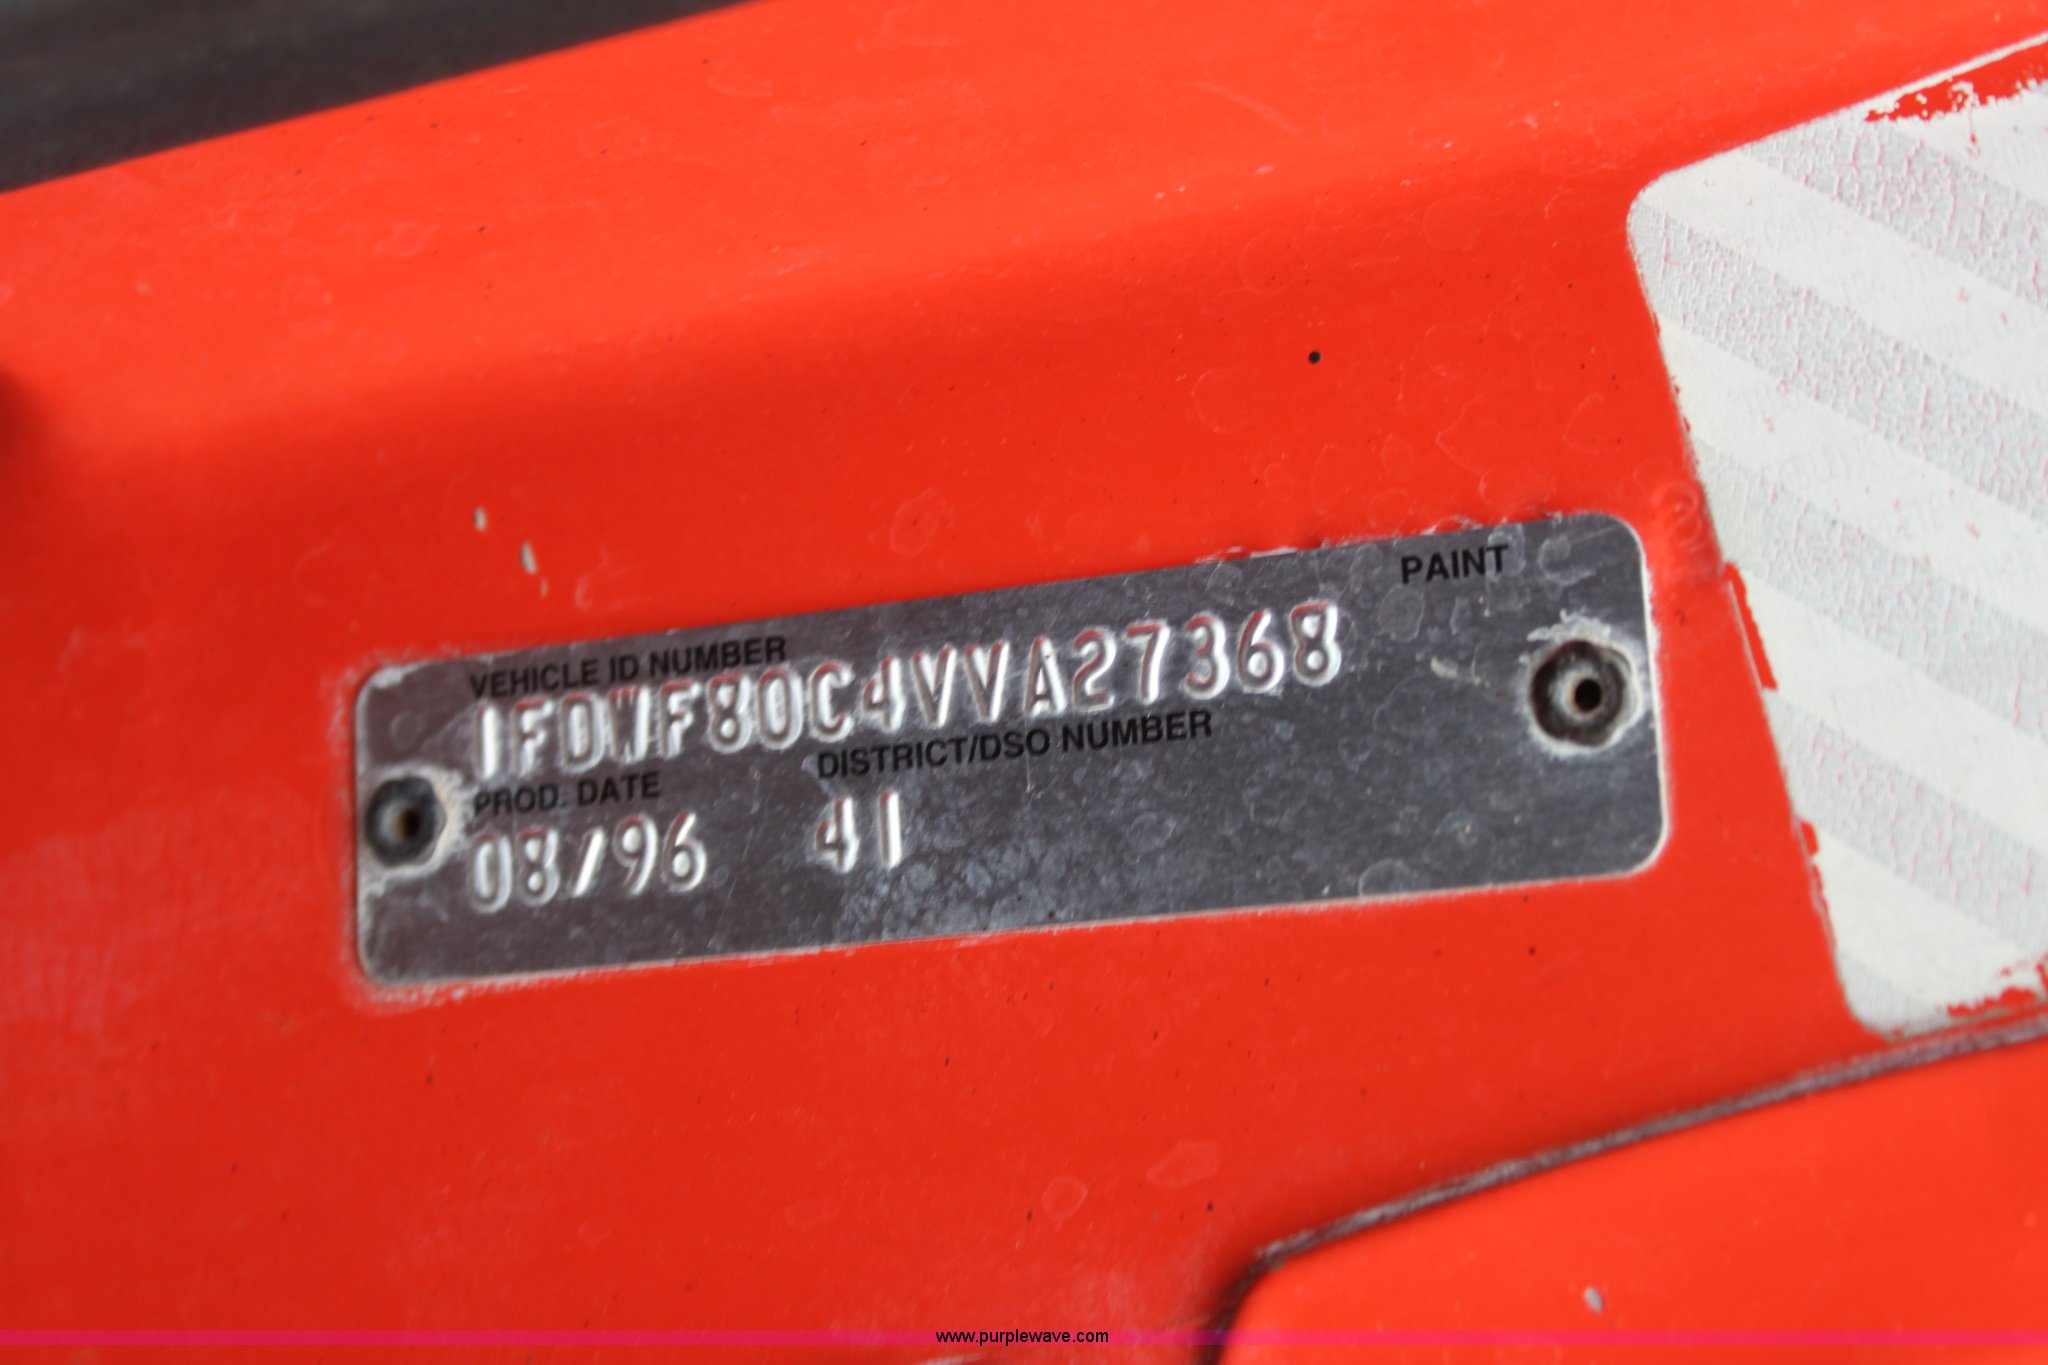 PAINT
VEHICLE ID NUMBER
1FDWF80C4VVA27368
PROD. DATE DISTRICT/DSO NUMBER
08/96 41
www.purplewave.com